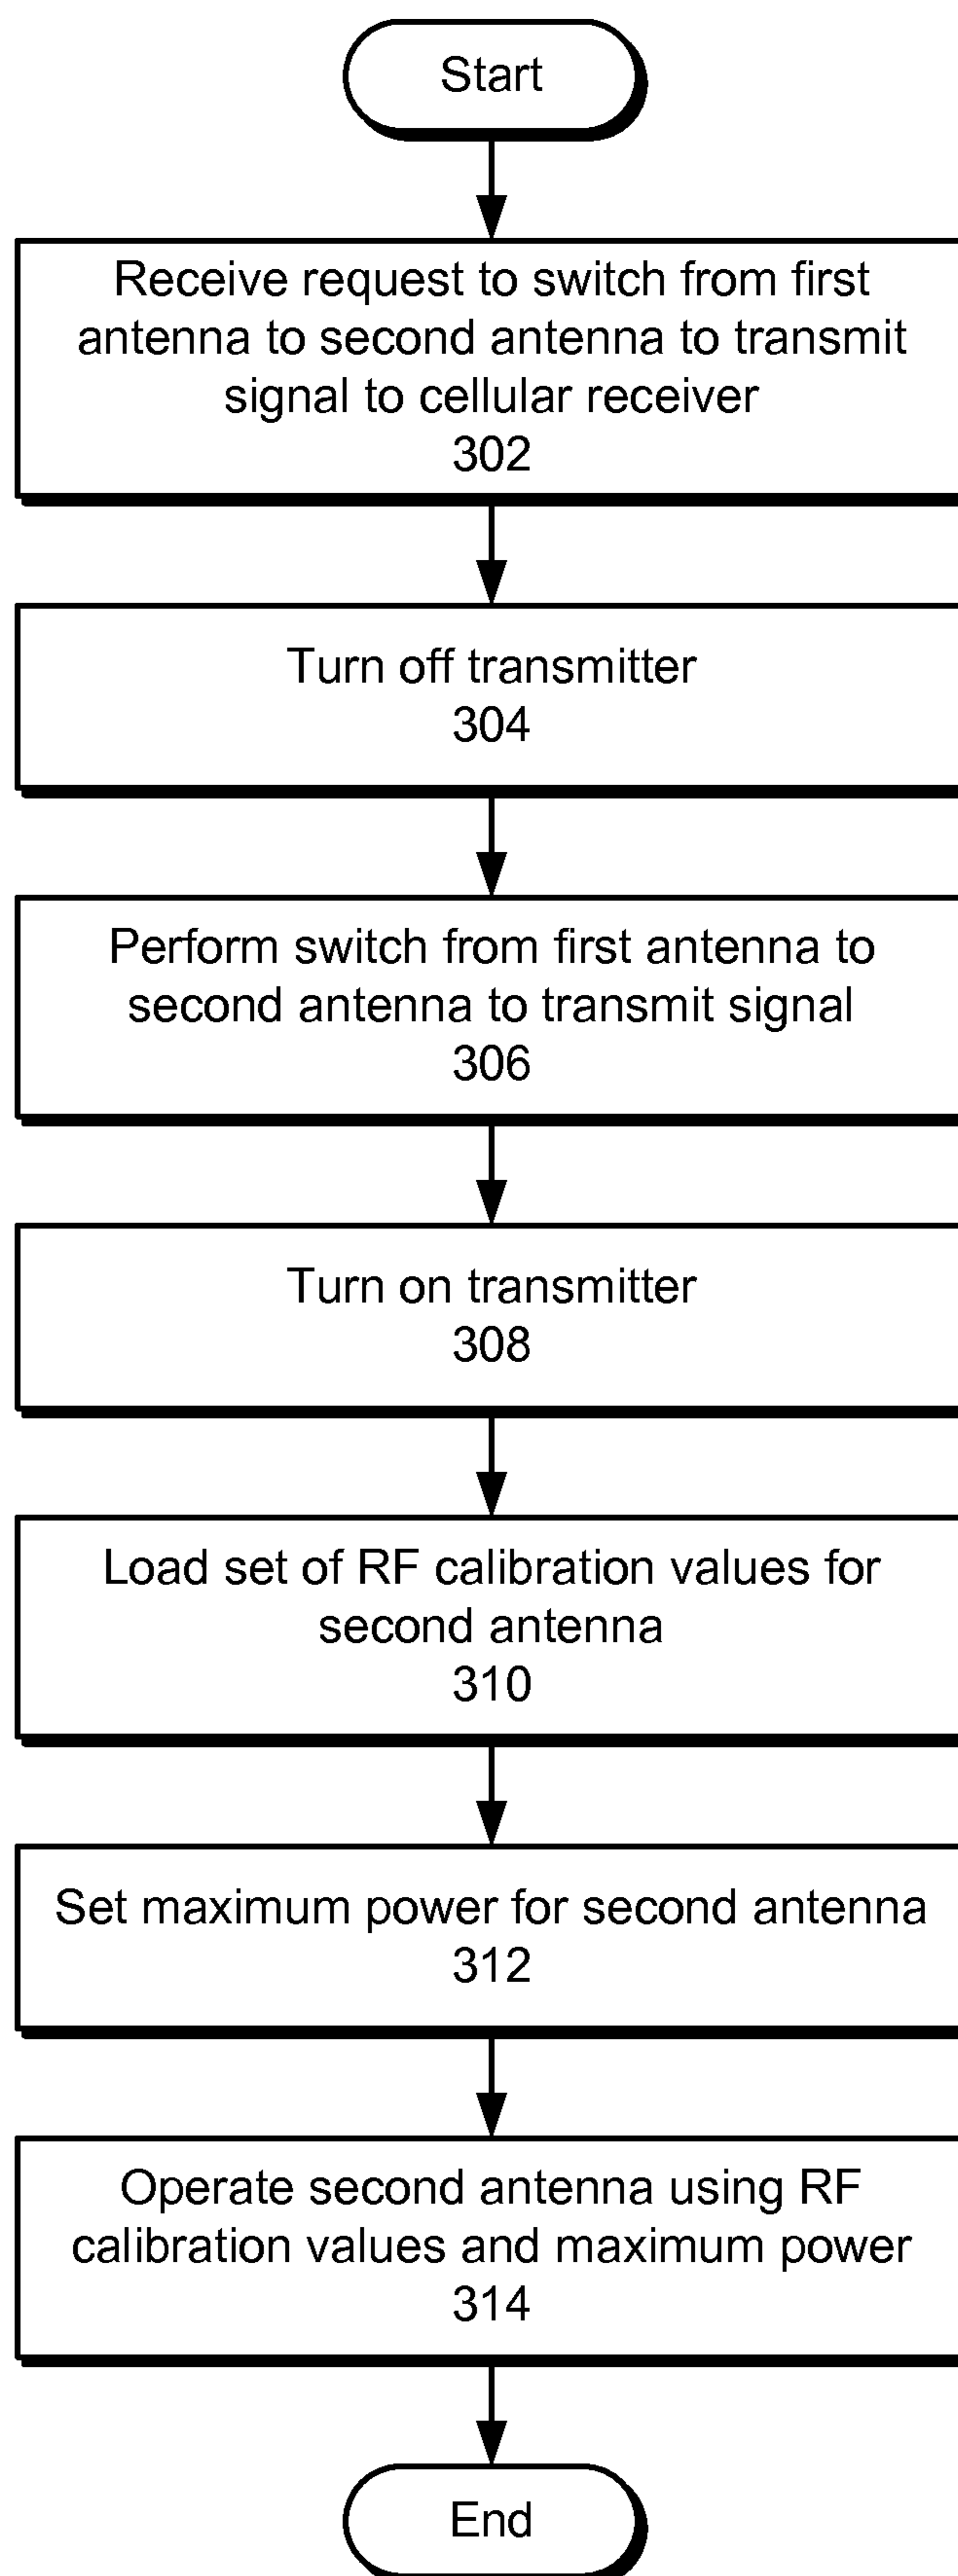 Start
Receive request to switch from first
antenna to second antenna to transmit
signal to cellular receiver
302
Turn off transmitter
304
Perform switch from first antenna to
second antenna to transmit signal
306
Turn on transmitter
308
Load set of RF calibration values for
second antenna
310
Set maximum power for second antenna
312
Operate second antenna using RF
calibration values and maximum power
314
End